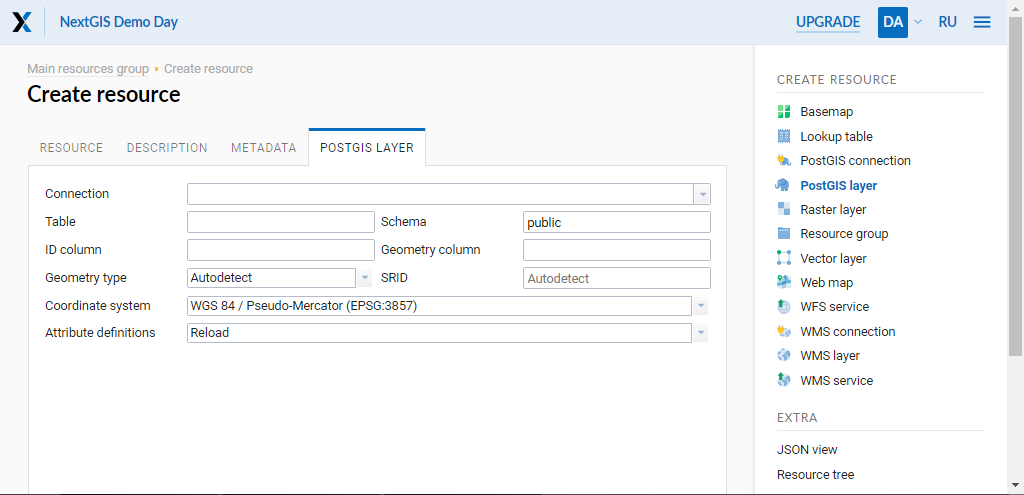 NextGIS Demo Day
UPGRADE
DA
RU
Main resources group • Create resource
Create resource
RESOURCE DESCRIPTION METADATA POSTGIS LAYER
Connection
Table
Schema public
ID column
Geometry column
Geometry type Autodetect
SRID Autodetect
Coordinate system WGS 84 / Pseudo-Mercator (EPSG:3857)
Attribute definitions Reload
CREATE RESOURCE
Basemap
Lookup table
PostGIS connection
PostGIS layer
Raster layer
Resource group
Vector layer
Web map
WFS service
WMS connection
WMS layer
WMS service
EXTRA
JSON view
Resource tree